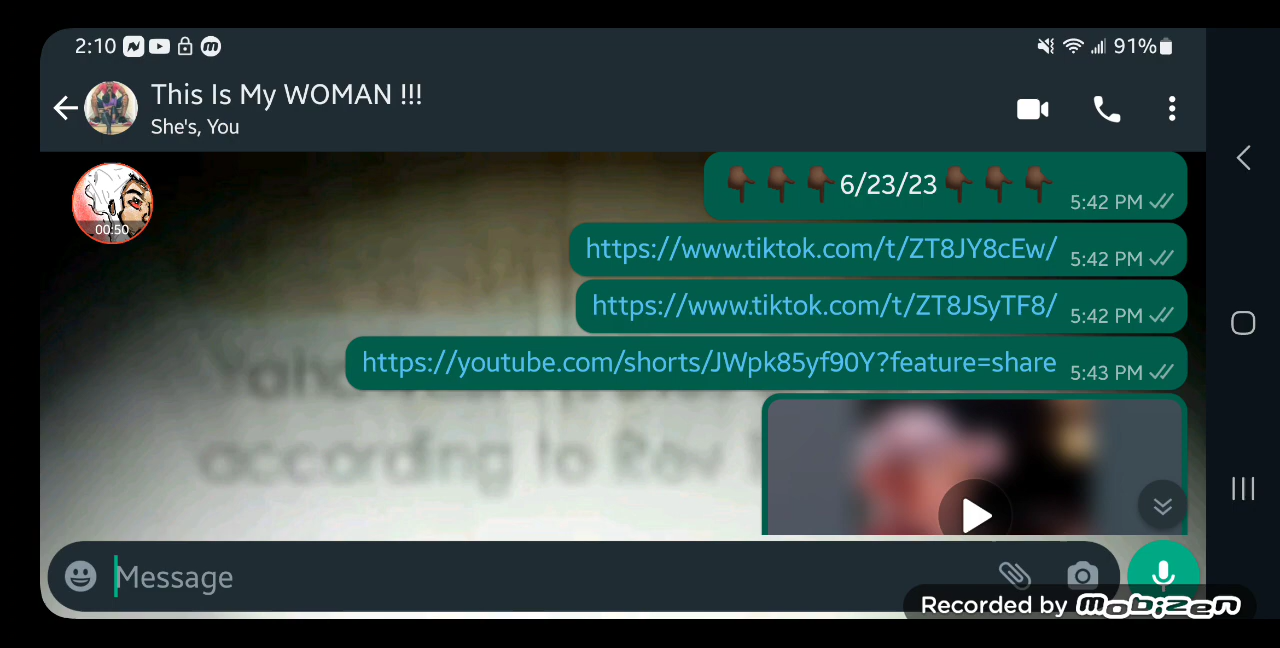 2:10
91%
This Is My WOMAN !!!
She's, You
00:50
👇🏿👇🏿👇🏿6/23/23👇🏿👇🏿👇🏿 5:42 PM
https://www.tiktok.com/t/ZT8JY8cEw/ 5:42 PM
https://www.tiktok.com/t/ZT8JSyTF8/ 5:42 PM
https://youtube.com/shorts/JWpk85yf90Y?feature=share 5:43 PM
according to Rav
Message
Recorded by mobizen